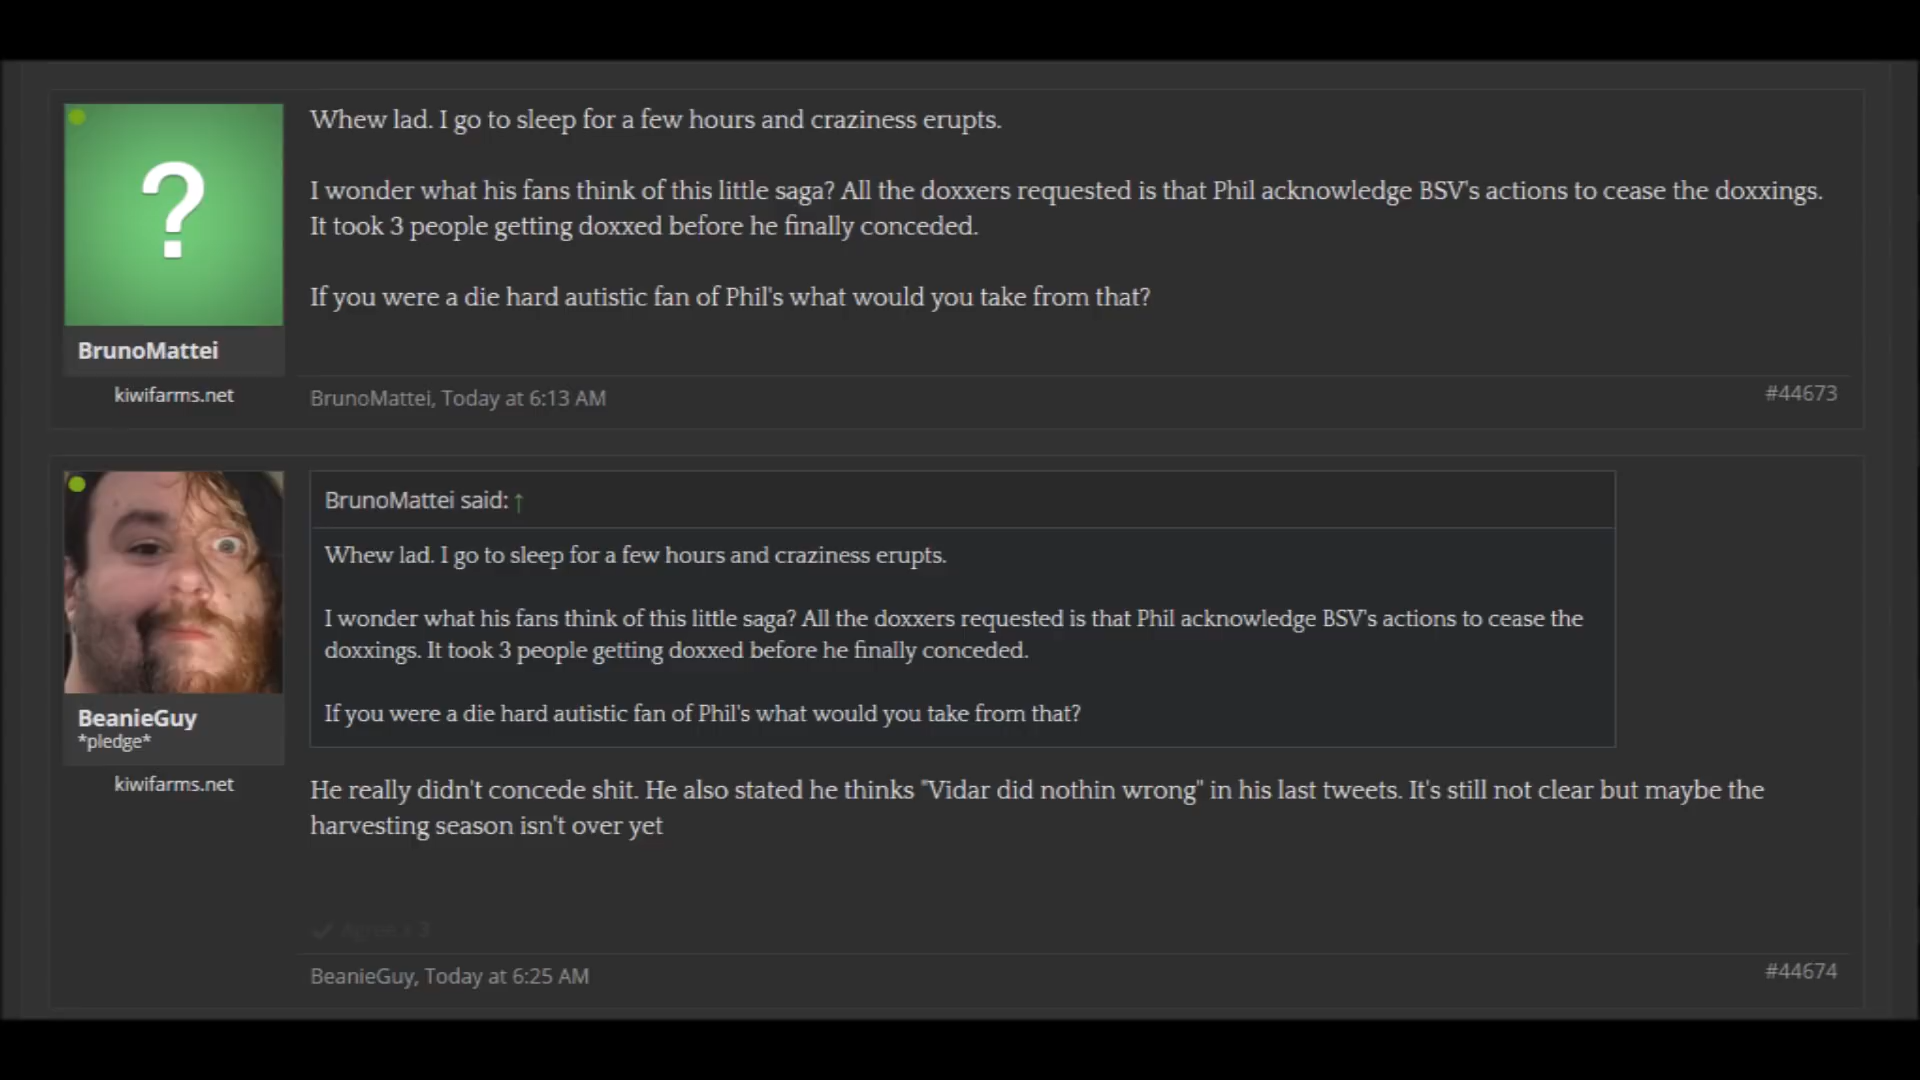 Whew lad. I go to sleep for a few hours and craziness erupts.
I wonder what his fans think of this little saga? All the doxxers requested is that Phil acknowledge BSV's actions to cease the doxxings.
It took 3 people getting doxxed before he finally conceded.
If you were a die hard autistic fan of Phil's what would you take from that?
?
BrunoMattei
kiwifarms.net
BrunoMattei, Today at 6:13 AM
#44673
BrunoMattei said: ↑
Whew lad. I go to sleep for a few hours and craziness erupts.
I wonder what his fans think of this little saga? All the doxxers requested is that Phil acknowledge BSV's actions to cease the
doxxings. It took 3 people getting doxxed before he finally conceded.
If you were a die hard autistic fan of Phil's what would you take from that?
BeanieGuy
*pledge*
kiwifarms.net
He really didn't concede shit. He also stated he thinks "Vidar did nothin wrong" in his last tweets. It's still not clear but maybe the
harvesting season isn't over yet
Agree x 3
BeanieGuy, Today at 6:25 AM
#44674